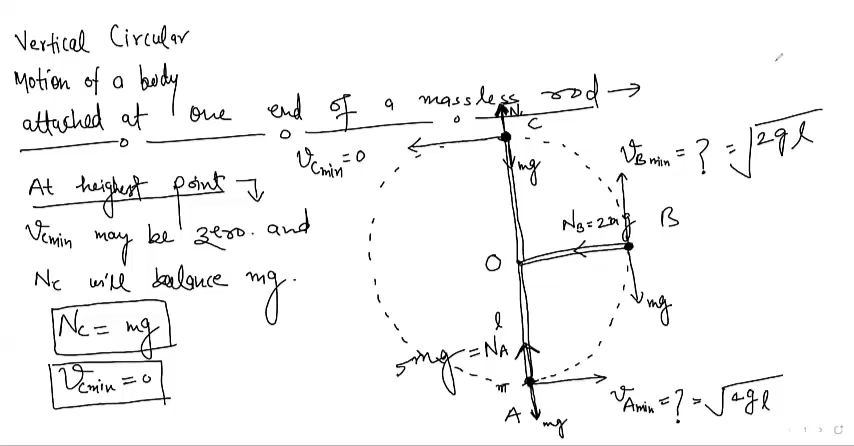 Vertical Circular
Motion of a body
attached at one end of a massless rod →
V_Cmin = 0
At highest point
V_Cmin may be zero. and
N_C will balance mg.
N_C = mg
V_Cmin = 0
N_C
C
mg
V_Bmin = ? = √2gl
N_B = 2mg
B
mg
O
l
5mg = N_A
m
A
mg
V_Amin = ? = √4gl
1